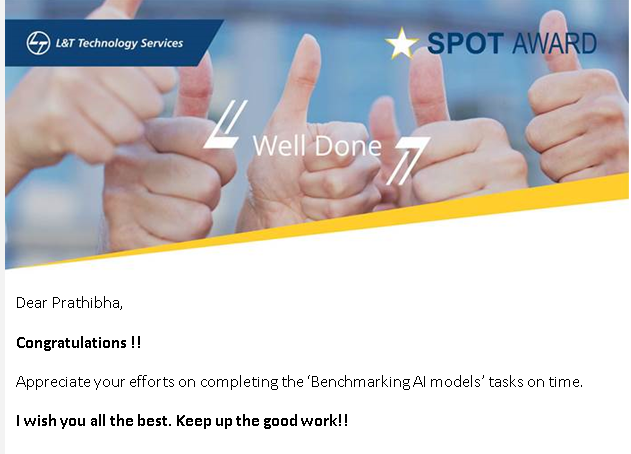 L&T Technology Services
SPOT AWARD
Well Done
Dear Prathibha,
Congratulations !!
Appreciate your efforts on completing the ‘Benchmarking AI models’ tasks on time.
I wish you all the best. Keep up the good work!!